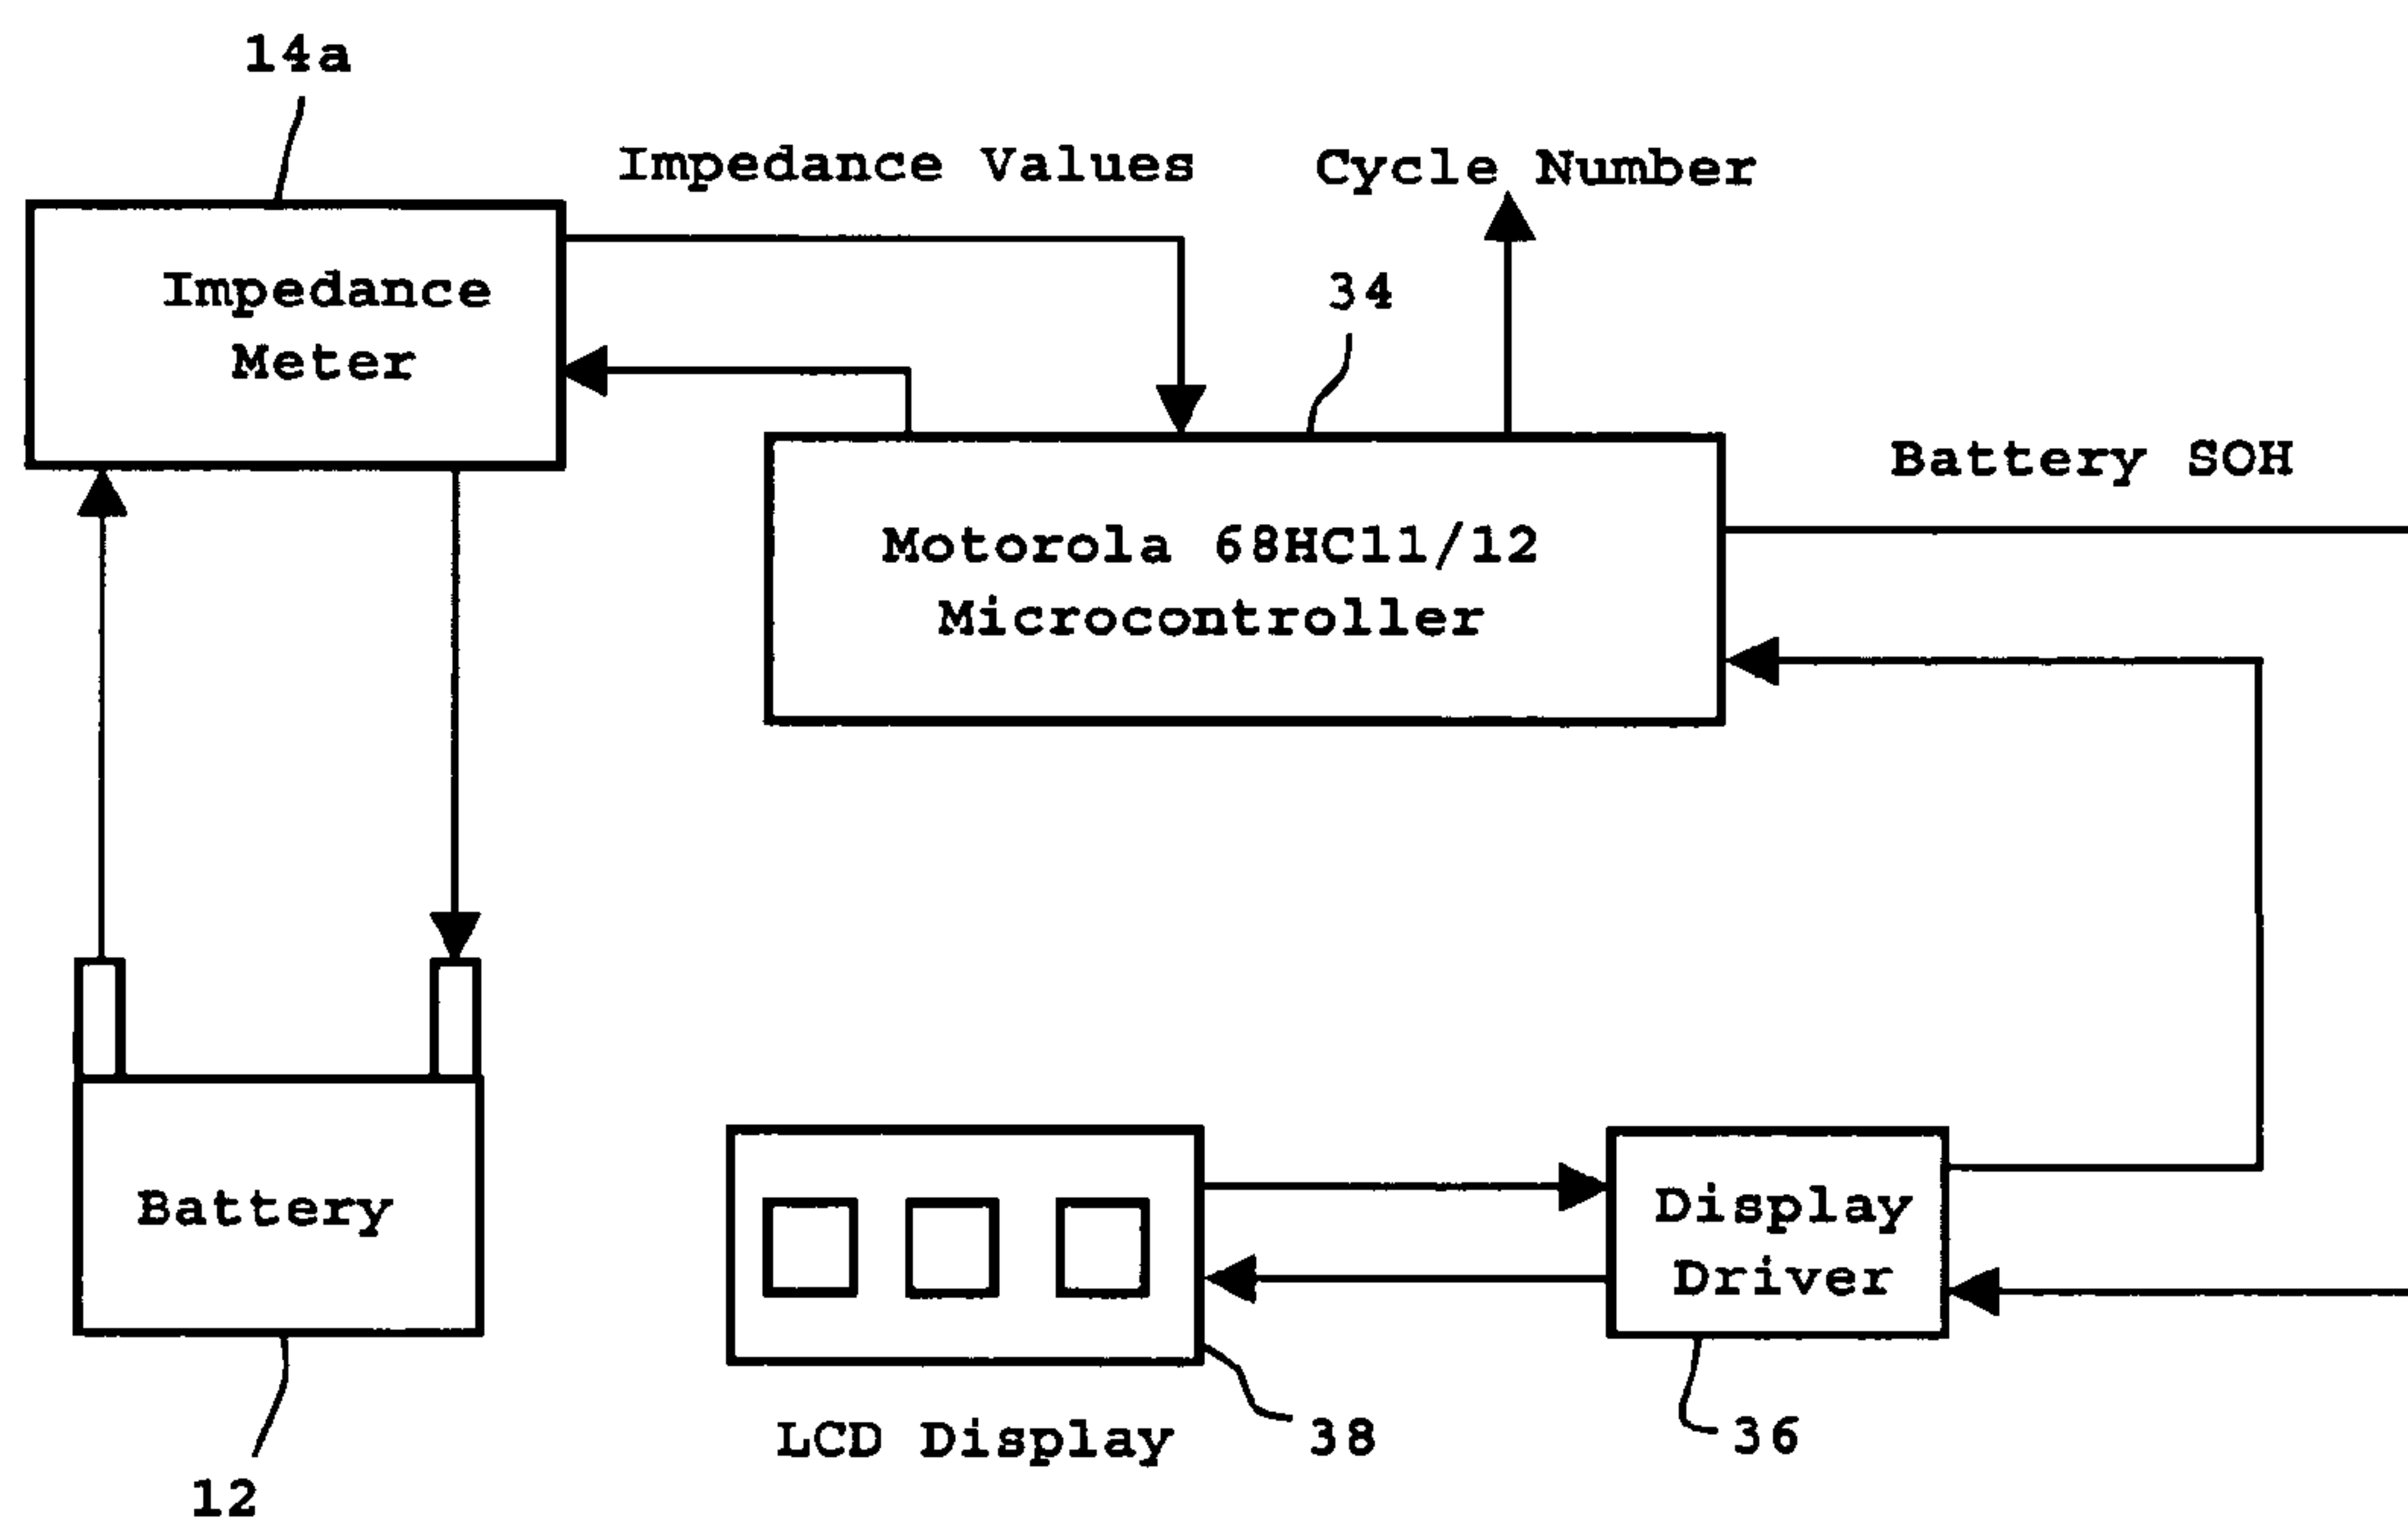 14a
Impedance Values
Cycle Number
Impedance
Meter
34
Battery SOH
Motorola 68HC11/12
Microcontroller
Battery
Display
Driver
LCD Display
38
36
12